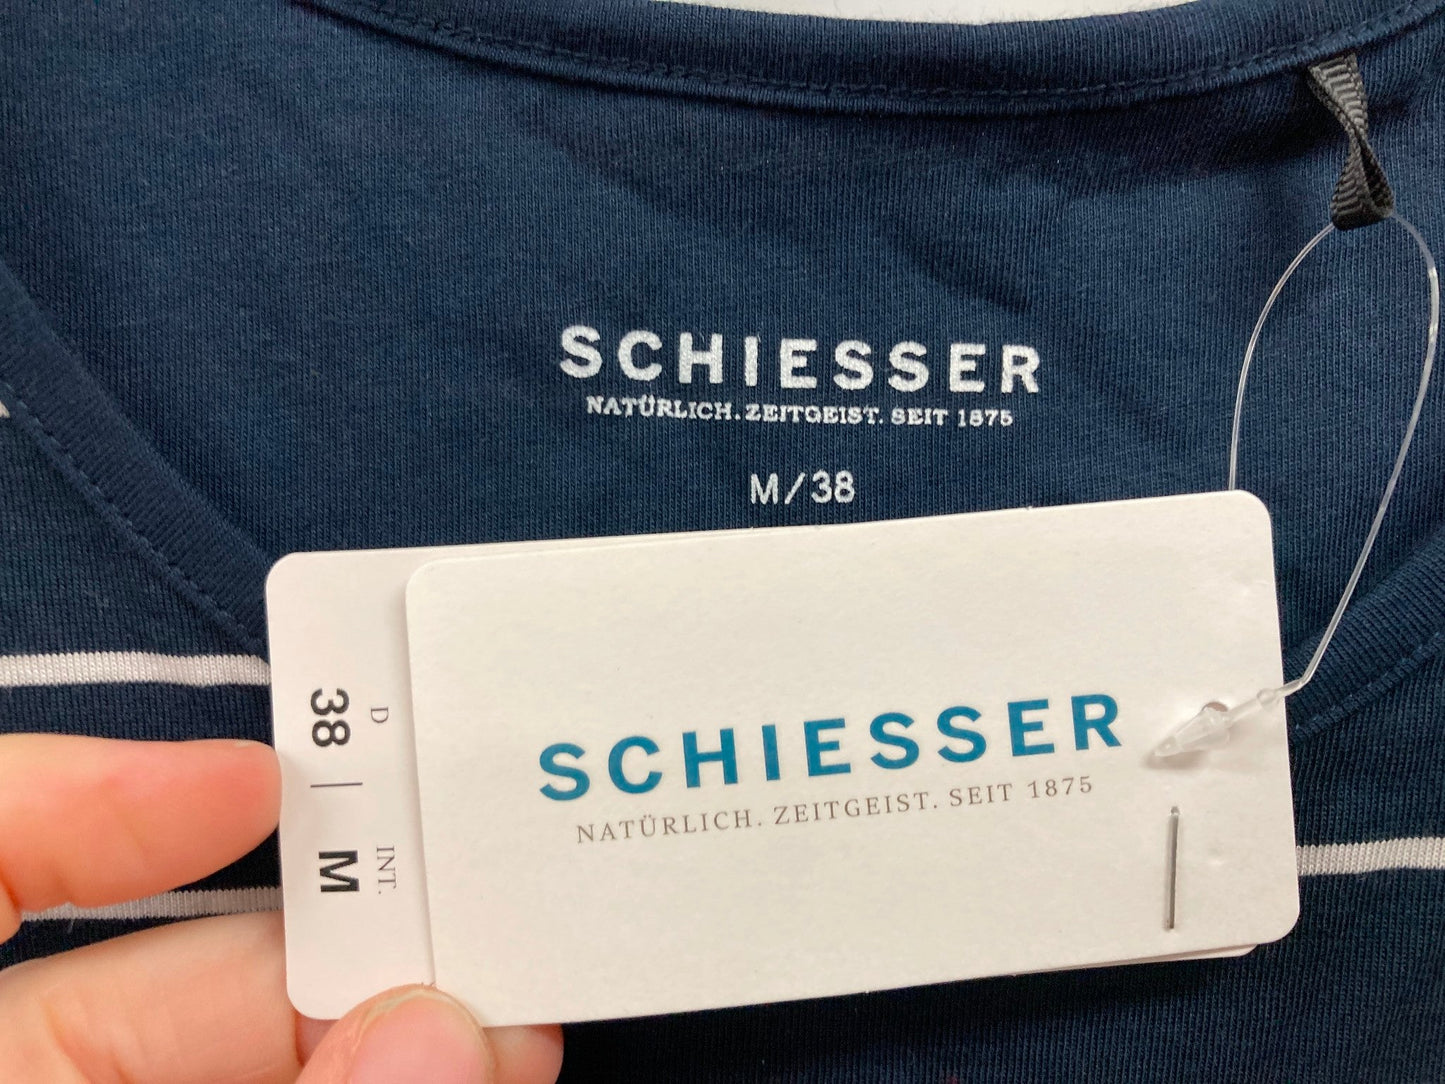 SCHIESSER
NATÜRLICH. ZEITGEIST. SEIT 1875
M/38
D
38 | M
INT.
SCHIESSER
NATÜRLICH. ZEITGEIST. SEIT 1875